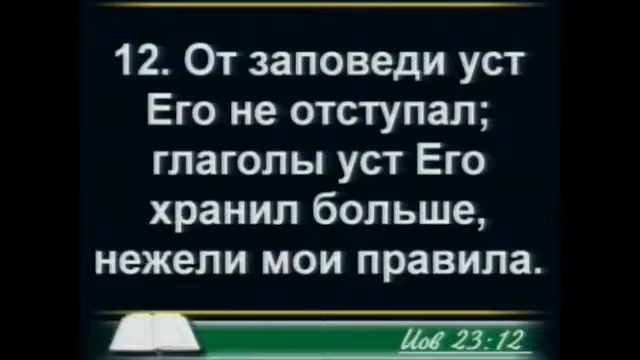 12. От заповеди уст
Его не отступал;
глаголы уст Его
хранил больше,
нежели мои правила.
Иов 23:12